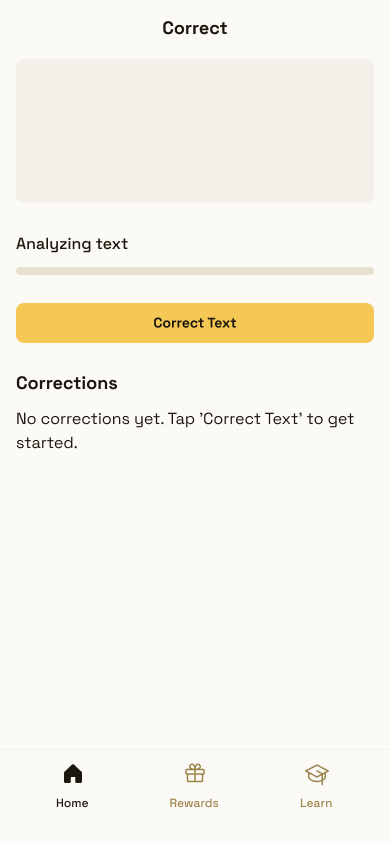 Correct
Analyzing text
Correct Text
Corrections
No corrections yet. Tap 'Correct Text' to get
started.
Home
Rewards
Learn